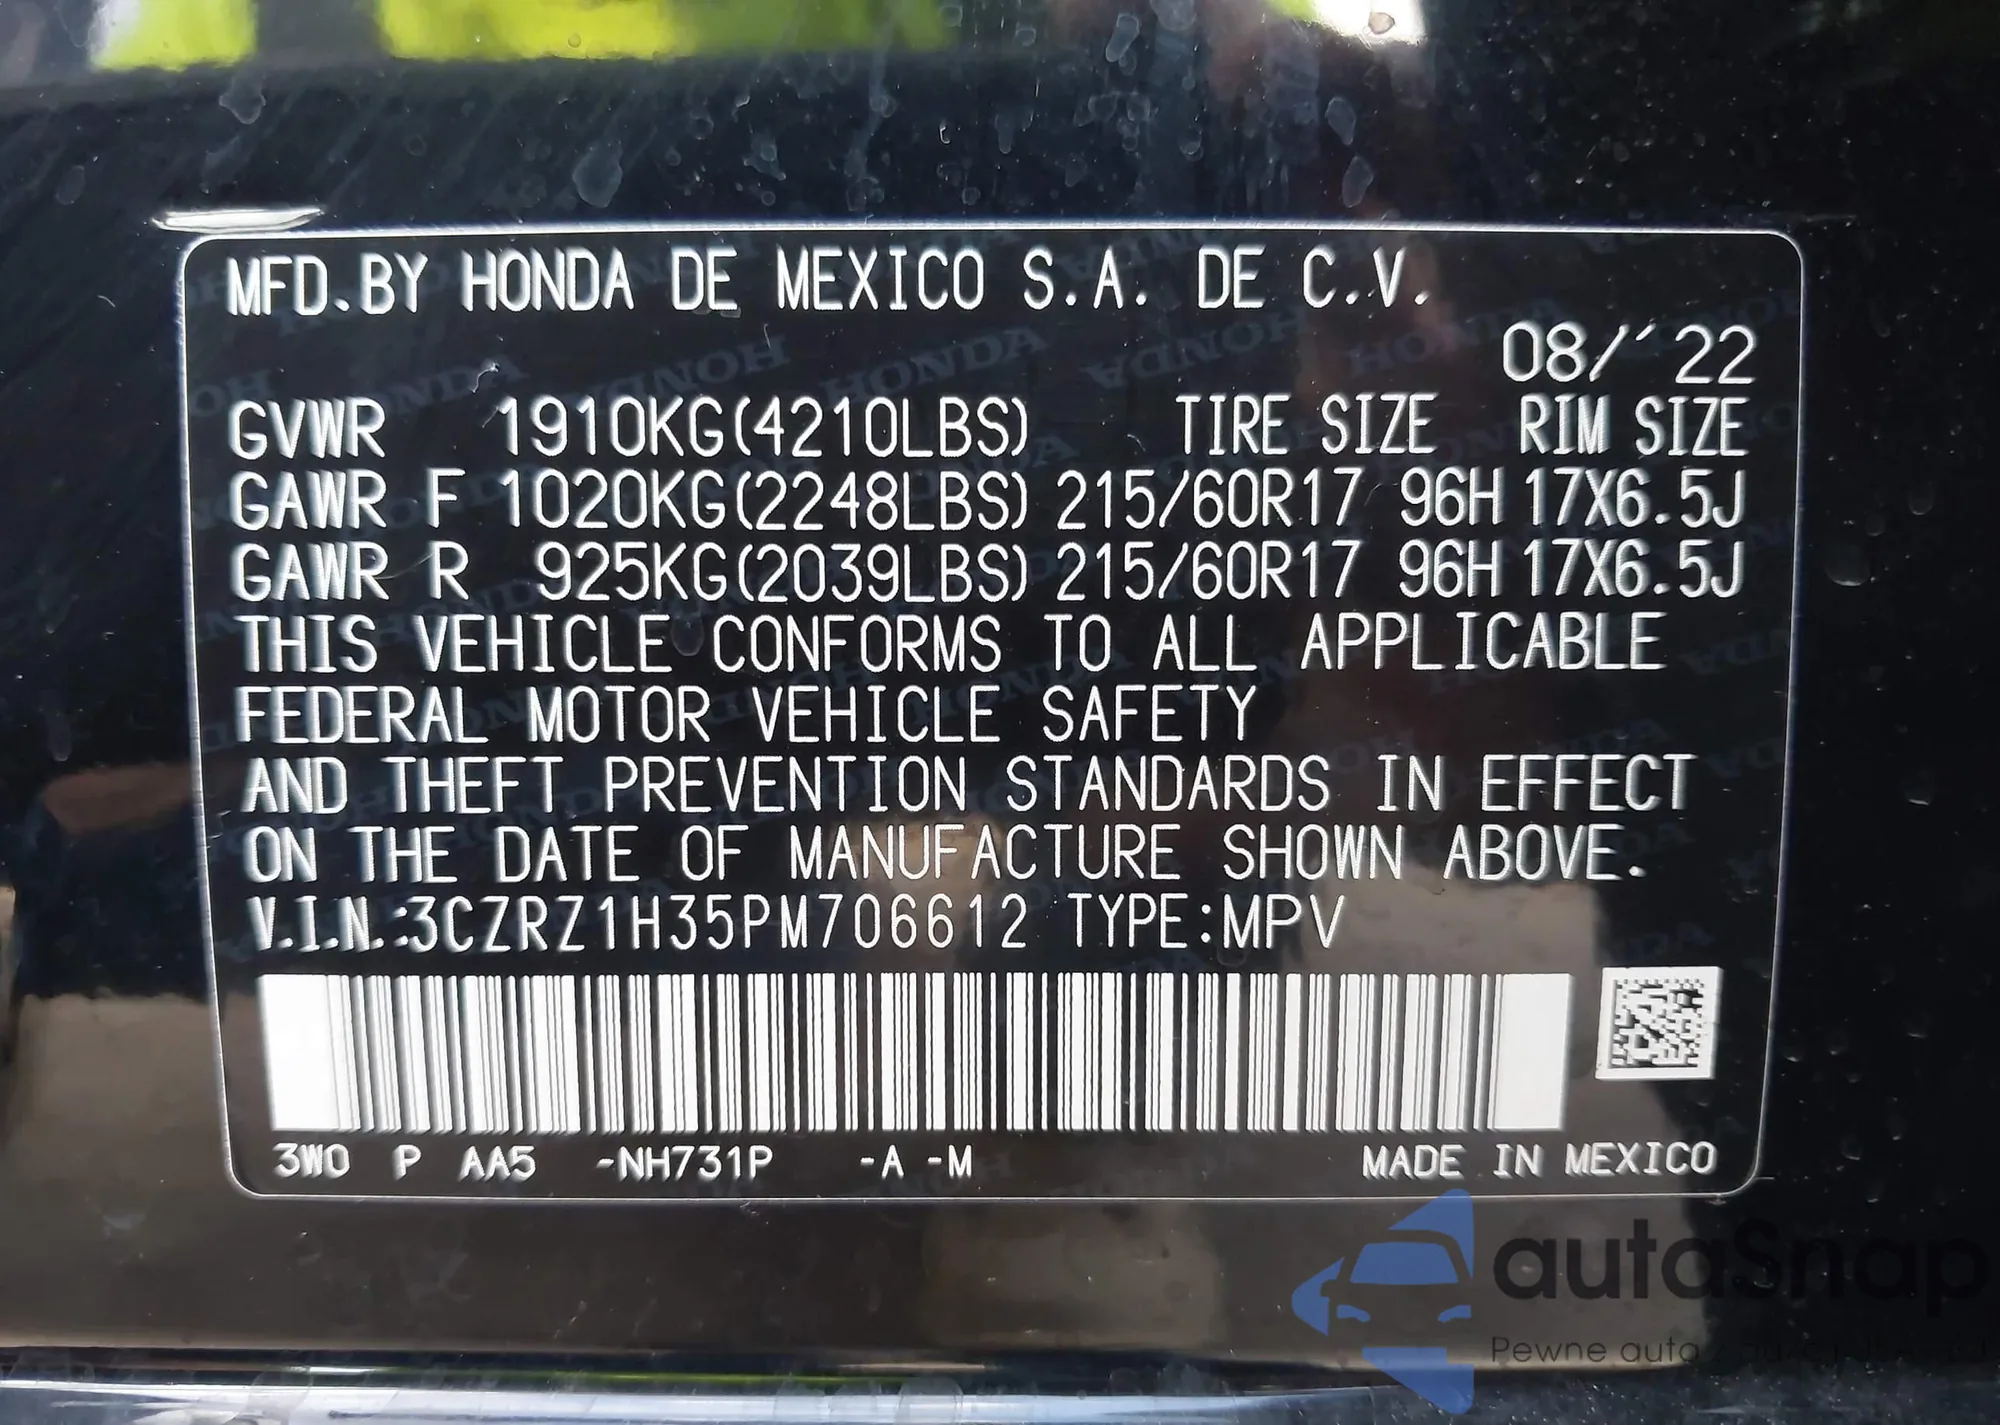 MFD.BY HONDA DE MEXICO S.A. DE C.V.
08/'22
GVWR 1910KG(4210LBS) TIRE SIZE RIM SIZE
GAWR F 1020KG(2248LBS) 215/60R17 96H 17X6.5J
GAWR R 925KG(2039LBS) 215/60R17 96H 17X6.5J
THIS VEHICLE CONFORMS TO ALL APPLICABLE
FEDERAL MOTOR VEHICLE SAFETY
AND THEFT PREVENTION STANDARDS IN EFFECT
ON THE DATE OF MANUFACTURE SHOWN ABOVE.
V.I.N.:3CZRZ1H35PM706612 TYPE:MPV
3W0 P AA5 -NH731P -A -M MADE IN MEXICO
autaSnap
Pewne auta z